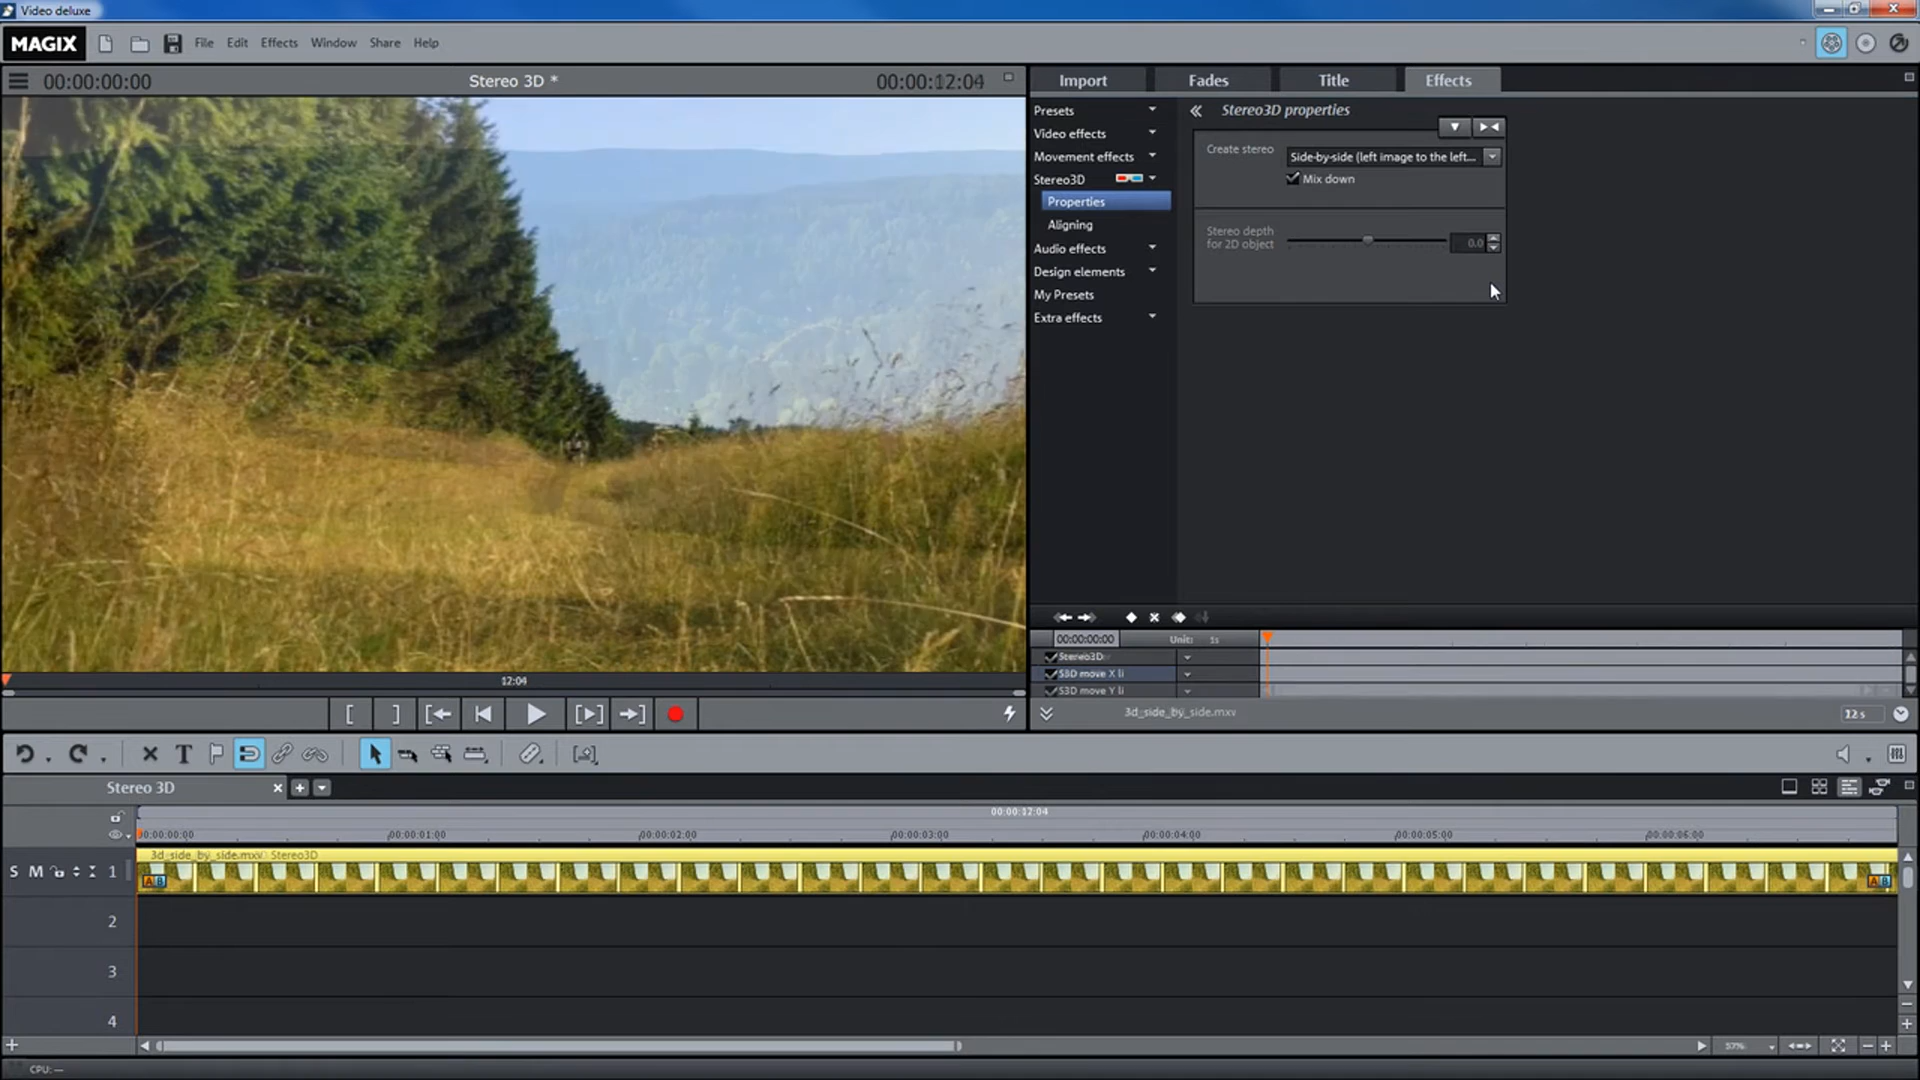 Video deluxe
MAGIX File Edit Effects Window Share Help
00:00:00:00 Stereo 3D * 00:00:12:04
Import Fades Title Effects
Presets
Video effects
Movement effects
Stereo3D
Properties
Aligning
Audio effects
Design elements
My Presets
Extra effects
Stereo3D properties
Create stereo Side-by-side (left image to the left...
Mix down
Stereo depth
for 2D object 0.0
00:00:00:00 Unit: 1s
Stereo3D
S3D move X li
S3D move Y li
12:04
3d_side_by_side.mxv 12 s
Stereo 3D
00:00:12:04
00:00:00:00 00:00:01:00 00:00:02:00 00:00:03:00 00:00:04:00 00:00:05:00 00:00:06:00
3d_side_by_side.mxv Stereo3D
S M 1
A B A B
2
3
4
57%
CPU: —